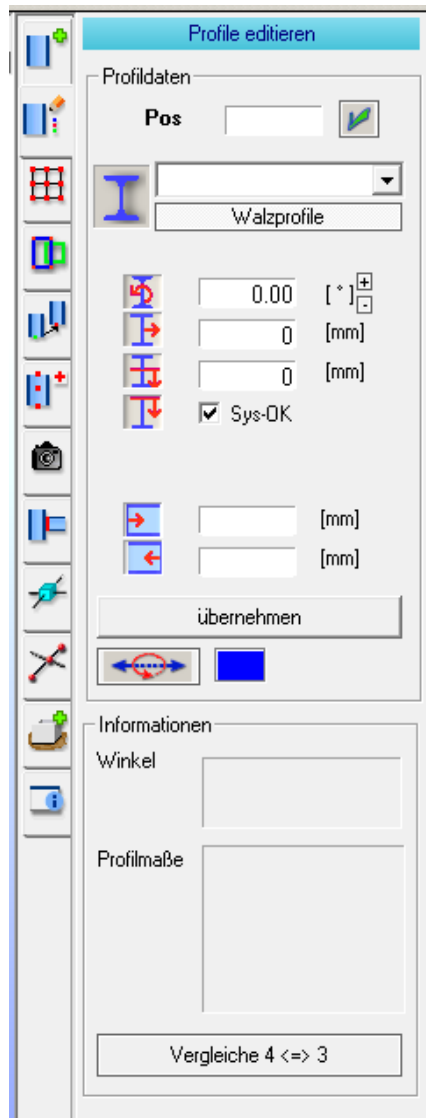 Profile editieren
Profildaten
Pos
Walzprofile
0.00 [°] +
-
0 [mm]
0 [mm]
Sys-OK
[mm]
[mm]
übernehmen
Informationen
Winkel
Profilmaße
Vergleiche 4 <=> 3